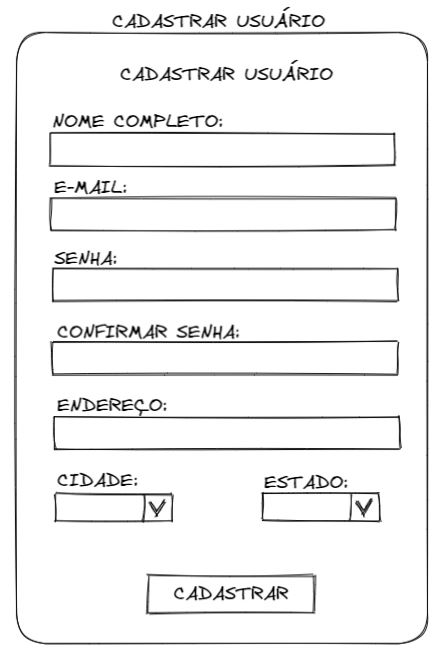 CADASTRAR USUÁRIO
CADASTRAR USUÁRIO
NOME COMPLETO:
E-MAIL:
SENHA:
CONFIRMAR SENHA:
ENDEREÇO:
CIDADE: ESTADO:
CADASTRAR